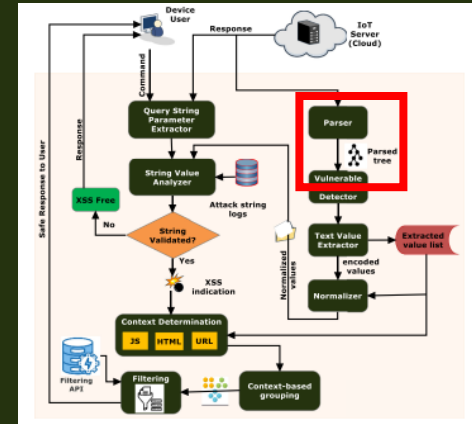 Device
User
Response
IoT
Server
(Cloud)
Command
Response
Safe Response to User
Query String
Parameter
Extractor
Parser
Parsed
tree
String Value
Analyzer
Attack string
logs
Vulnerable
Detector
XSS Free
No
String
Validated?
Yes
XSS
indication
Normalized
values
Text Value
Extractor
Extracted
value list
encoded
values
Normalizer
Context Determination
JS
HTML
URL
Filtering
API
Filtering
Context-based
grouping